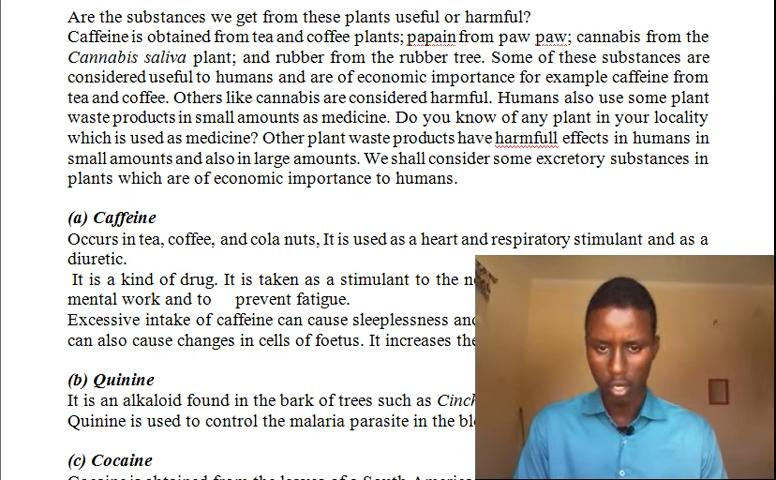 Are the substances we get from these plants useful or harmful?
Caffeine is obtained from tea and coffee plants; papain from paw paw; cannabis from the
Cannabis saliva plant; and rubber from the rubber tree. Some of these substances are
considered useful to humans and are of economic importance for example caffeine from
tea and coffee. Others like cannabis are considered harmful. Humans also use some plant
waste products in small amounts as medicine. Do you know of any plant in your locality
which is used as medicine? Other plant waste products have harmfull effects in humans in
small amounts and also in large amounts. We shall consider some excretory substances in
plants which are of economic importance to humans.
(a) Caffeine
Occurs in tea, coffee, and cola nuts, It is used as a heart and respiratory stimulant and as a
diuretic.
It is a kind of drug. It is taken as a stimulant to the
mental work and to prevent fatigue.
Excessive intake of caffeine can cause sleeplessness
can also cause changes in cells of foetus. It increases
(b) Quinine
It is an alkaloid found in the bark of trees such as
Quinine is used to control the malaria parasite in the
(c) Cocaine